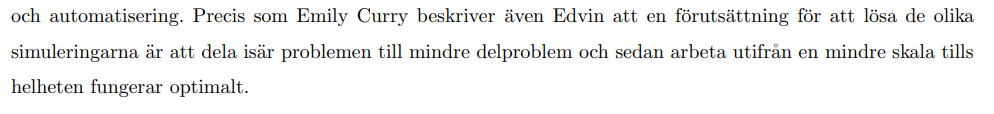 och automatisering. Precis som Emily Curry beskriver även Edvin att en förutsättning för att lösa de olika
simuleringarna är att dela isär problemen till mindre delproblem och sedan arbeta utifrån en mindre skala tills
helheten fungerar optimalt.